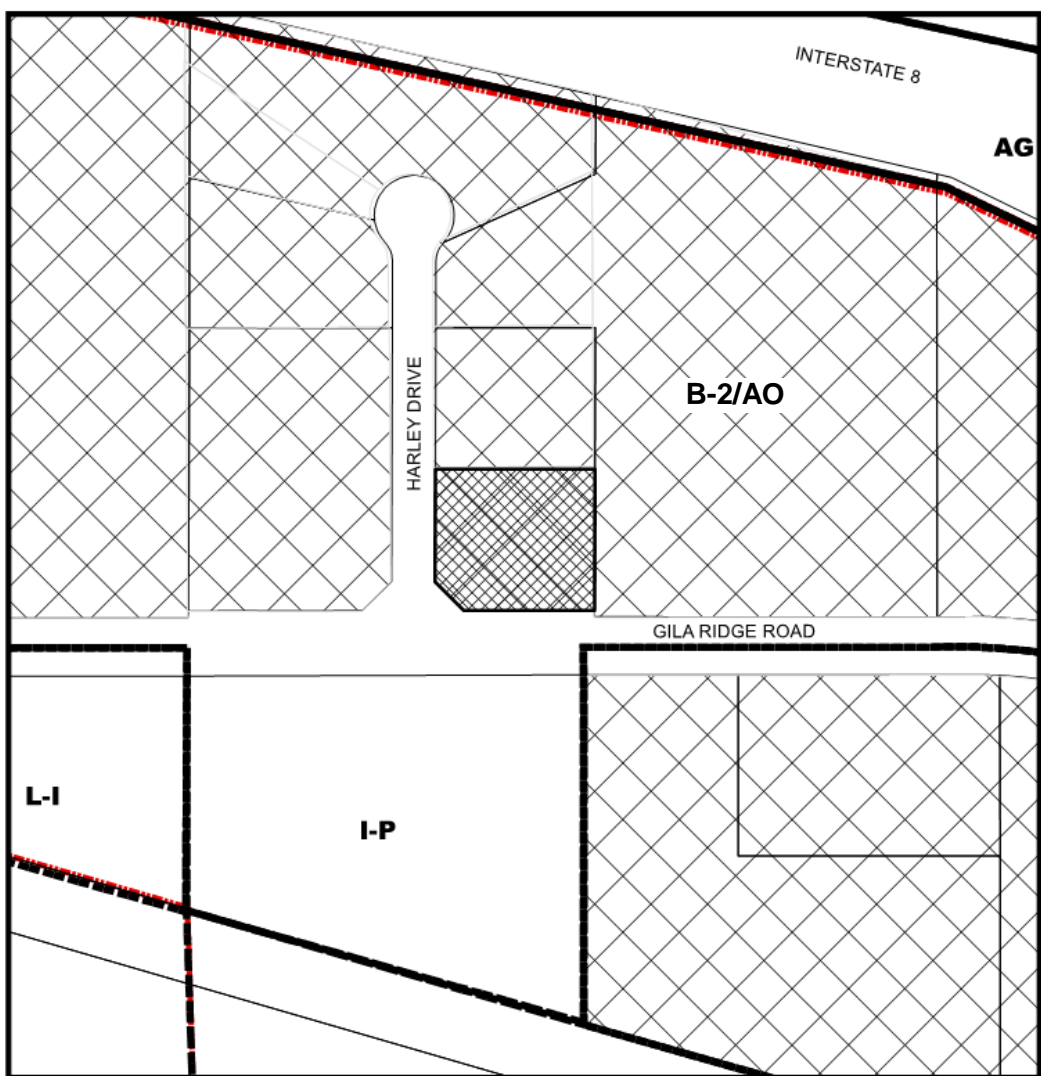 INTERSTATE 8
AG
B-2/AO
HARLEY DRIVE
GILA RIDGE ROAD
L-I
I-P